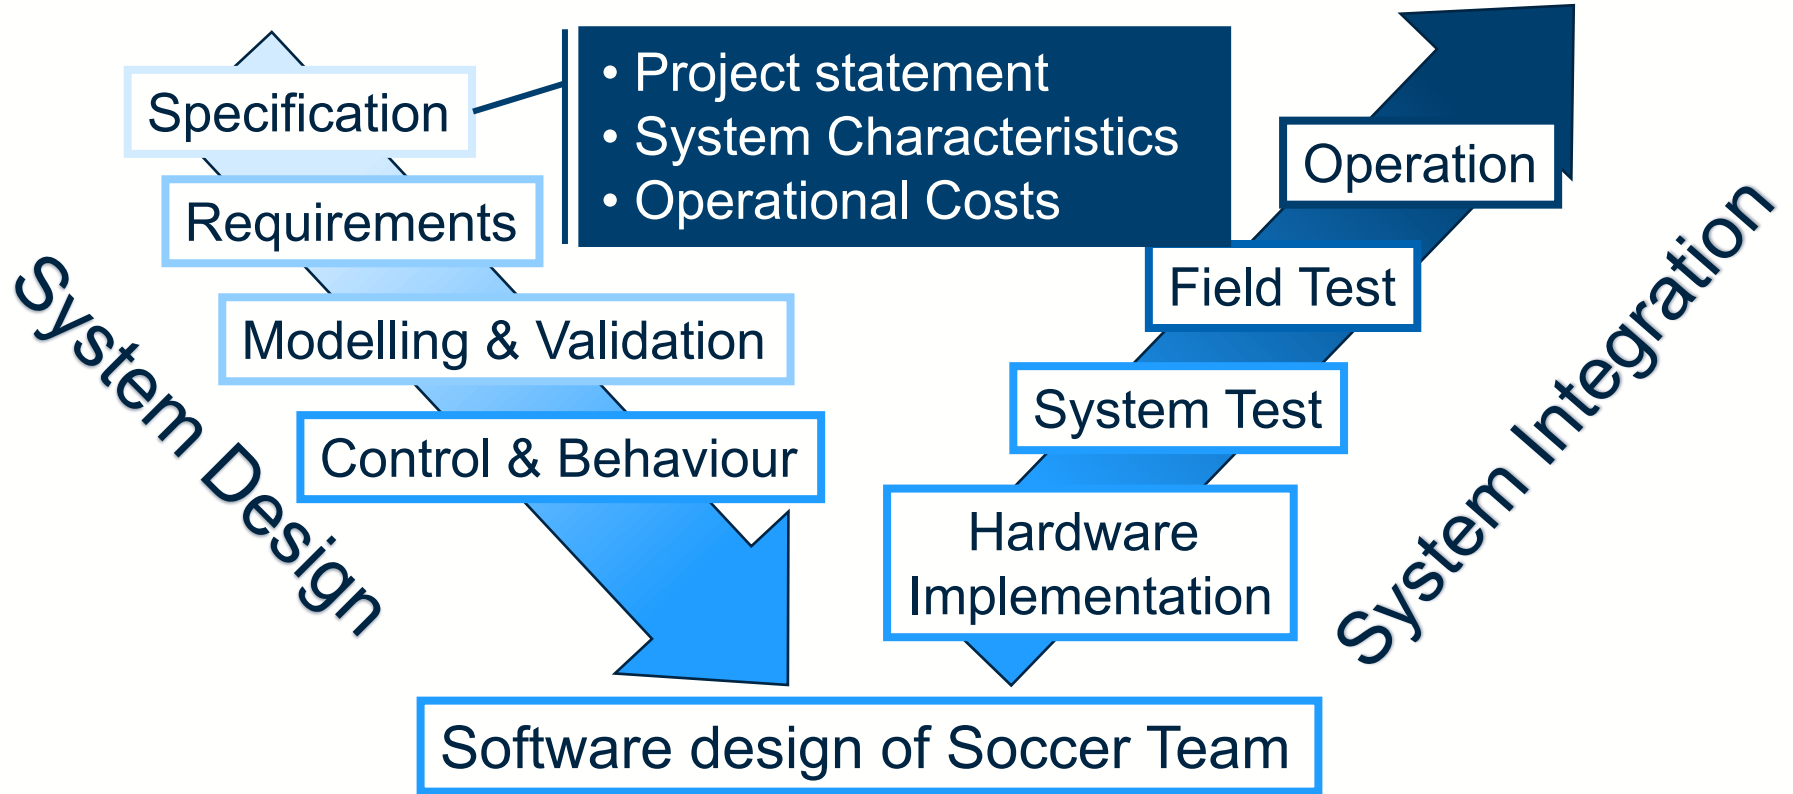 Specification
• Project statement
• System Characteristics
• Operational Costs
Requirements
Modelling & Validation
Control & Behaviour
System Design
Software design of Soccer Team
Hardware
Implementation
System Test
Field Test
Operation
System Integration